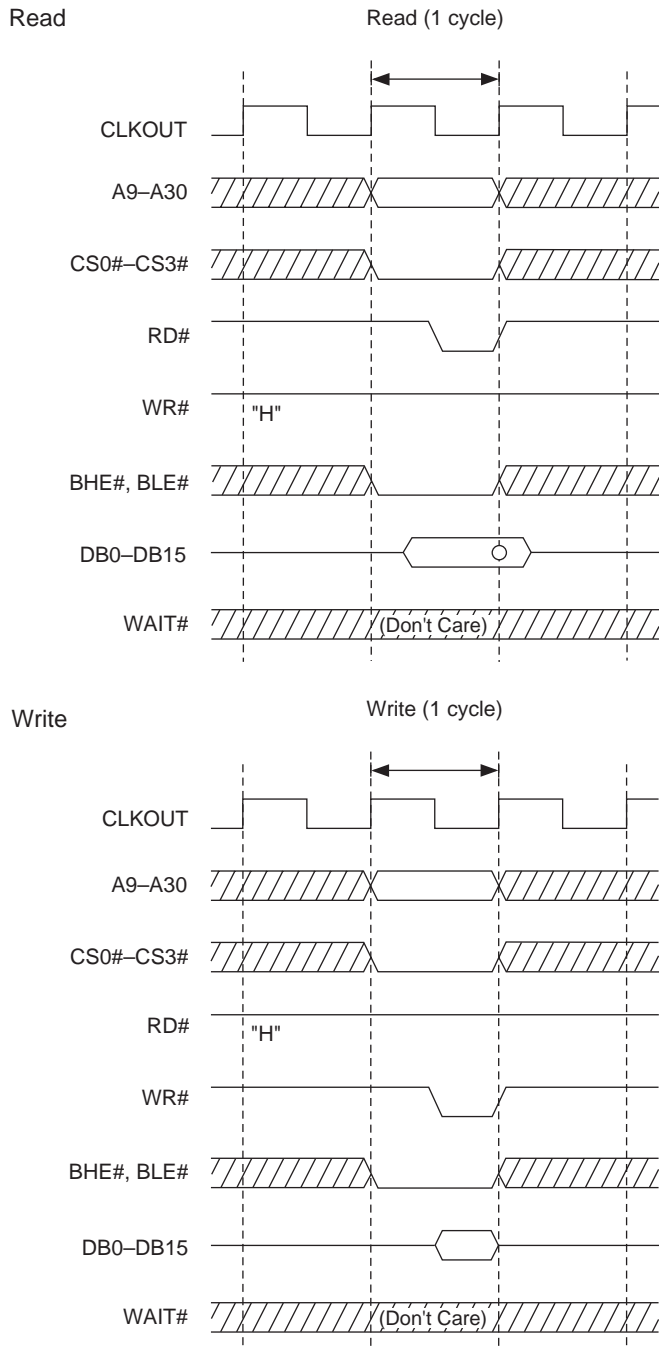 Read
Read (1 cycle)
CLKOUT
A9–A30
CS0#–CS3#
RD#
WR#
"H"
BHE#, BLE#
DB0–DB15
WAIT#
(Don't Care)
Write
Write (1 cycle)
CLKOUT
A9–A30
CS0#–CS3#
RD#
"H"
WR#
BHE#, BLE#
DB0–DB15
WAIT#
(Don't Care)